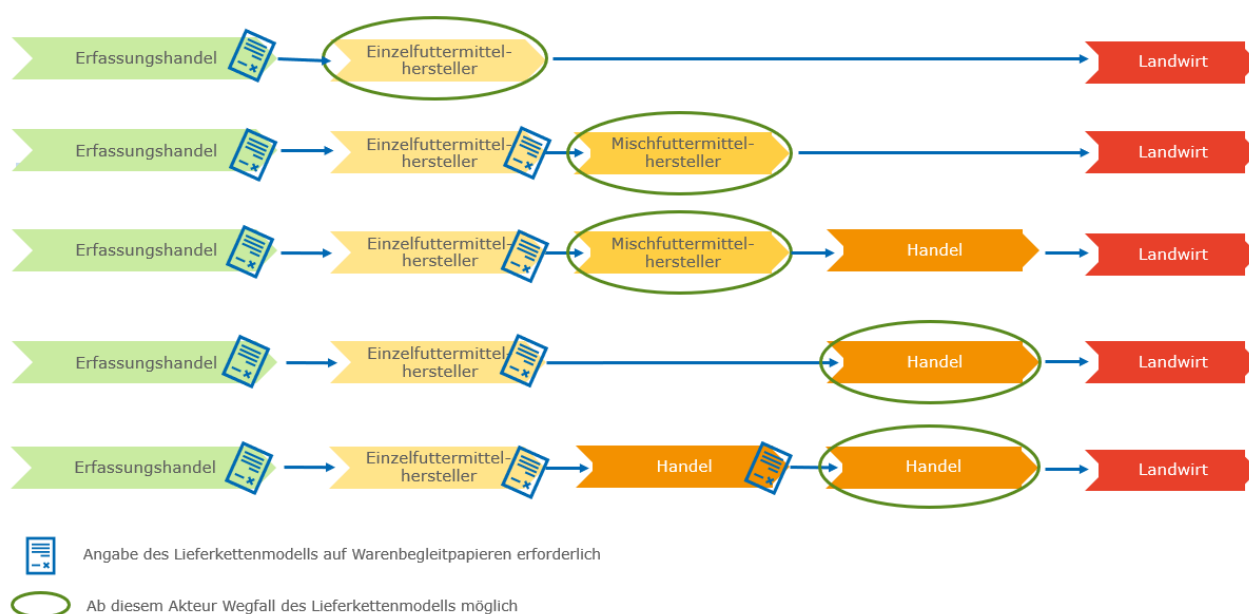 Erfassungshandel
Einzelfuttermittel-
hersteller
Landwirt
Erfassungshandel
Einzelfuttermittel-
hersteller
Mischfuttermittel-
hersteller
Landwirt
Erfassungshandel
Einzelfuttermittel-
hersteller
Mischfuttermittel-
hersteller
Handel
Landwirt
Erfassungshandel
Einzelfuttermittel-
hersteller
Handel
Landwirt
Erfassungshandel
Einzelfuttermittel-
hersteller
Handel
Handel
Landwirt
Angabe des Lieferkettenmodells auf Warenbegleitpapieren erforderlich
Ab diesem Akteur Wegfall des Lieferkettenmodells möglich